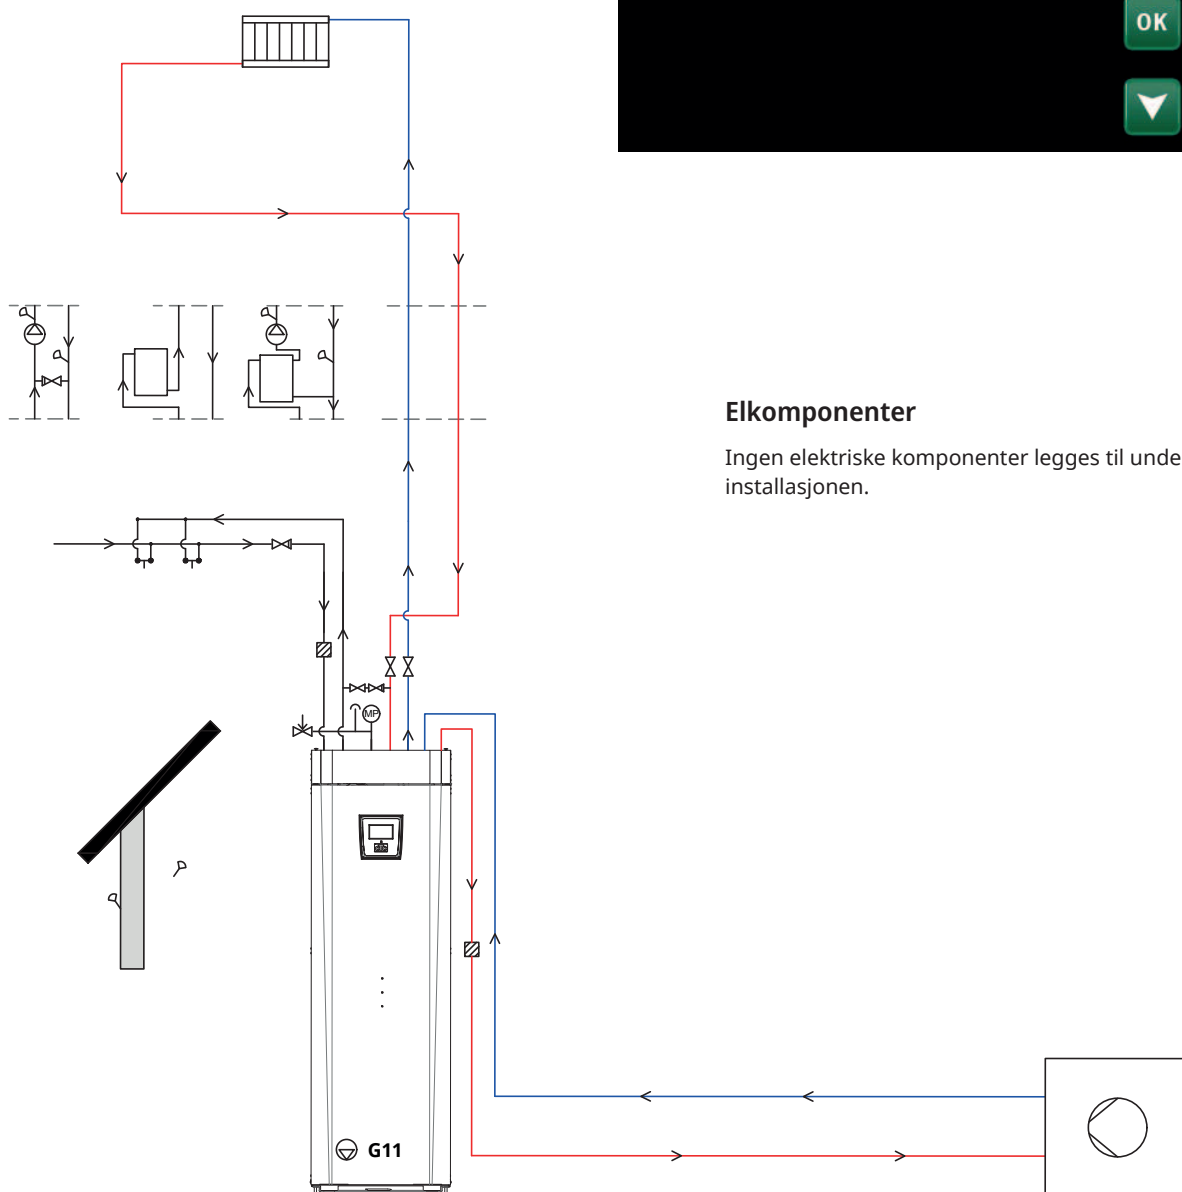 OK
Elkomponenter
Ingen elektriske komponenter legges til unde
installasjonen.
MP
G11